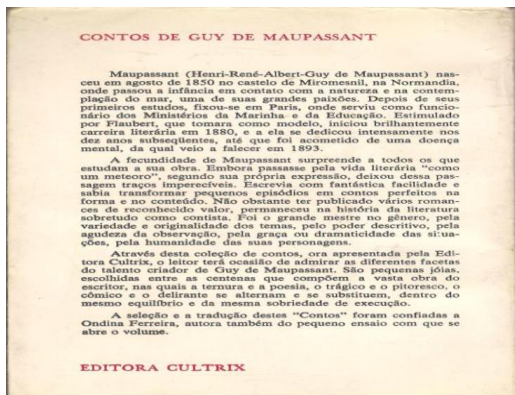 CONTOS DE GUY DE MAUPASSANT
Maupassant (Henri-René-Albert-Guy de Maupassant) nas-
ceu em agosto de 1850 no castelo de Miromesnil, na Normandia,
onde passou a infância em contato com a natureza e na contem-
plação do mar, uma de suas grandes paixões. Depois de seus
primeiros estudos, fixou-se em Paris, onde serviu como funcio-
nário dos Ministérios da Marinha e da Educação. Estimulado
por Flaubert, que tomara como modelo, iniciou brilhantemente
carreira literária em 1880, e a ela se dedicou intensamente nos
dez anos subseqüentes, até que foi acometido de uma doença
mental, da qual veio a falecer em 1893.
A fecundidade de Maupassant surpreende a todos os que
estudam a sua obra. Embora passasse pela vida literária "como
um meteoro", segundo sua própria expressão, deixou dessa pas-
sagem traços imperecíveis. Escrevia com fantástica facilidade e
sabia transformar pequenos episódios em contos perfeitos na
forma e no conteúdo. Não obstante ter publicado vários roman-
ces de reconhecido valor, permaneceu na história da literatura
sobretudo como contista. Foi o grande mestre no gênero, pela
variedade e originalidade dos temas, pelo poder descritivo, pela
agudeza da observação, pela graça ou dramaticidade das situa-
ções, pela humanidade das suas personagens.
Através desta coleção de contos, ora presentada pela Edi-
tora Cultrix, o leitor terá ocasião de admirar as diferentes facetas
do talento criador de Guy de Maupassant. São pequenas jóias,
escolhidas entre as centenas que compõem a vasta obra do
escritor, nas quais a ternura e a poesia, o trágico e o pitoresco, o
cômico e o delirante se alternam e se substituem, dentro do
mesmo equilíbrio e da mesma sobriedade de execução.
A seleção e a tradução destes "Contos" foram confiadas a
Ondina Ferreira, autora também do pequeno ensaio com que se
abre o volume.
EDITORA CULTRIX